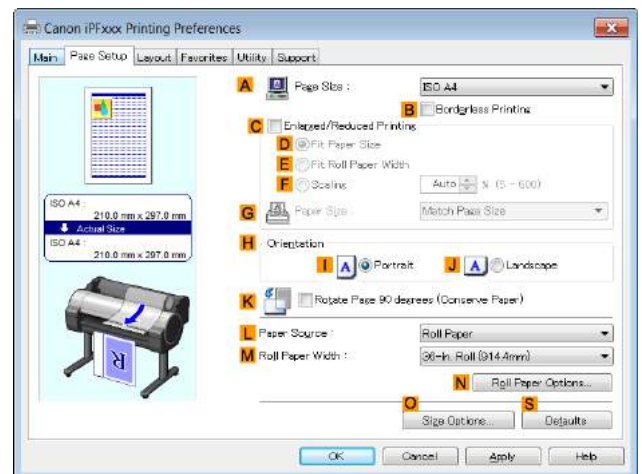 Canon iPFxxx Printing Preferences
Main Page Setup Layout Favorites Utility Support
A Page Size : ISO A4
B Borderless Printing
C Enlarged/Reduced Printing
D Fit Paper Size
E Fit Roll Paper Width
F Scaling Auto % (5 - 600)
G Paper Size : Match Page Size
ISO A4 :
210.0 mm x 297.0 mm
Actual Size
ISO A4 :
210.0 mm x 297.0 mm
H Orientation
I A Portrait J A Landscape
K Rotate Page 90 degrees (Conserve Paper)
L Paper Source : Roll Paper
M Roll Paper Width : 36-in. Roll (914.4mm)
R
N Roll Paper Options...
O S
Size Options... Defaults
OK Cancel Apply Help